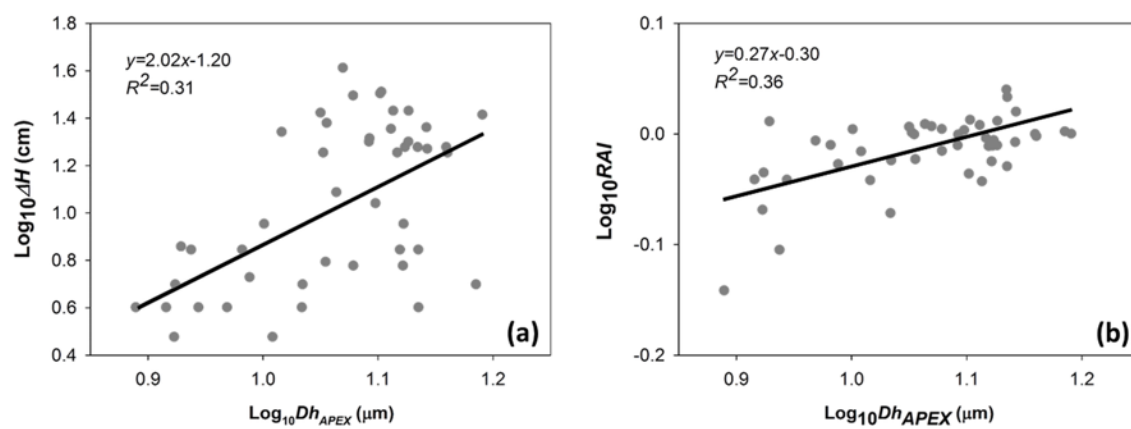 1.8
1.6
1.4
1.2
1.0
0.8
0.6
0.4
Log10ΔH (cm)
y=2.02x-1.20
R2=0.31
(a)
0.9 1.0 1.1 1.2
Log10DhAPEX (μm)
0.1
0.0
-0.1
-0.2
Log10RAI
y=0.27x-0.30
R2=0.36
(b)
0.9 1.0 1.1 1.2
Log10DhAPEX (μm)